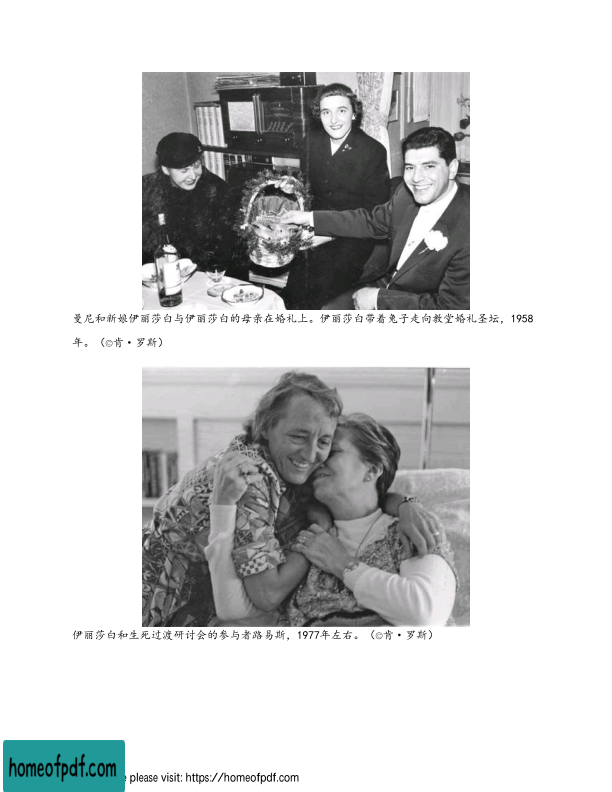 曼尼和新娘伊丽莎白与伊丽莎白的母亲在婚礼上。伊丽莎白带着兔子走向教堂婚礼圣坛，1958
年。（©肯·罗斯）
伊丽莎白和生死过渡研讨会的参与者路易斯，1977年左右。（©肯·罗斯）
homeofpdf.com
please visit: https://homeofpdf.com